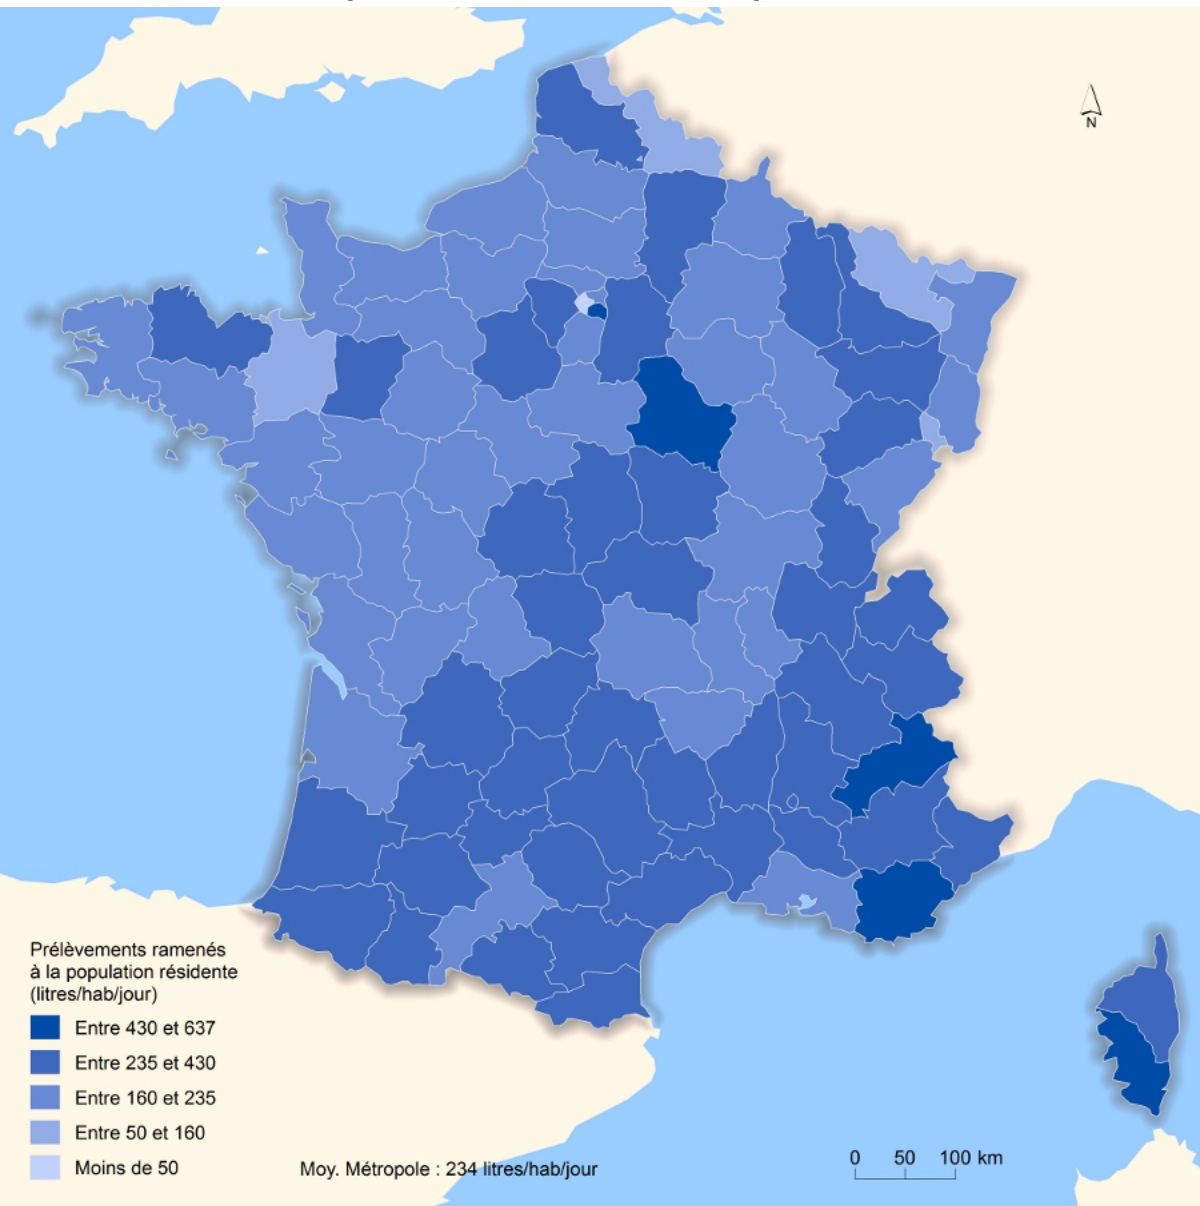 N
Prélèvements ramenés
à la population résidente
(litres/hab/jour)
Entre 430 et 637
Entre 235 et 430
Entre 160 et 235
Entre 50 et 160
Moins de 50
Moy. Métropole : 234 litres/hab/jour
0 50 100 km